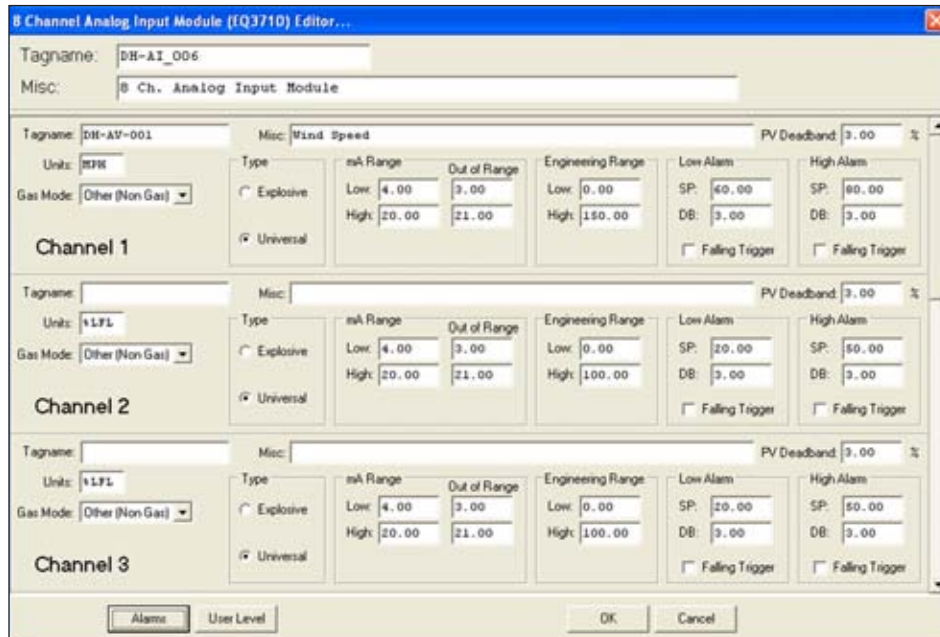 8 Channel Analog Input Module (EQ3710) Editor...
Tagname: DH-AI_006
Misc: 8 Ch. Analog Input Module
Tagname: DH-AV-001 Misc: Wind Speed PV Deadband: 3.00 %
Units: MPH Type mA Range Out of Range Engineering Range Low Alarm High Alarm
Gas Mode: Other (Non Gas) Explosive Low: 4.00 3.00 Low: 0.00 SP: 60.00 SP: 80.00
High: 20.00 21.00 High: 150.00 DB: 3.00 DB: 3.00
Channel 1 Universal Falling Trigger Falling Trigger
Tagname: Misc: PV Deadband: 3.00 %
Units: %LFL Type mA Range Out of Range Engineering Range Low Alarm High Alarm
Gas Mode: Other (Non Gas) Explosive Low: 4.00 3.00 Low: 0.00 SP: 20.00 SP: 50.00
High: 20.00 21.00 High: 100.00 DB: 3.00 DB: 3.00
Channel 2 Universal Falling Trigger Falling Trigger
Tagname: Misc: PV Deadband: 3.00 %
Units: %LFL Type mA Range Out of Range Engineering Range Low Alarm High Alarm
Gas Mode: Other (Non Gas) Explosive Low: 4.00 3.00 Low: 0.00 SP: 20.00 SP: 50.00
High: 20.00 21.00 High: 100.00 DB: 3.00 DB: 3.00
Channel 3 Universal Falling Trigger Falling Trigger
Alarms User Level OK Cancel